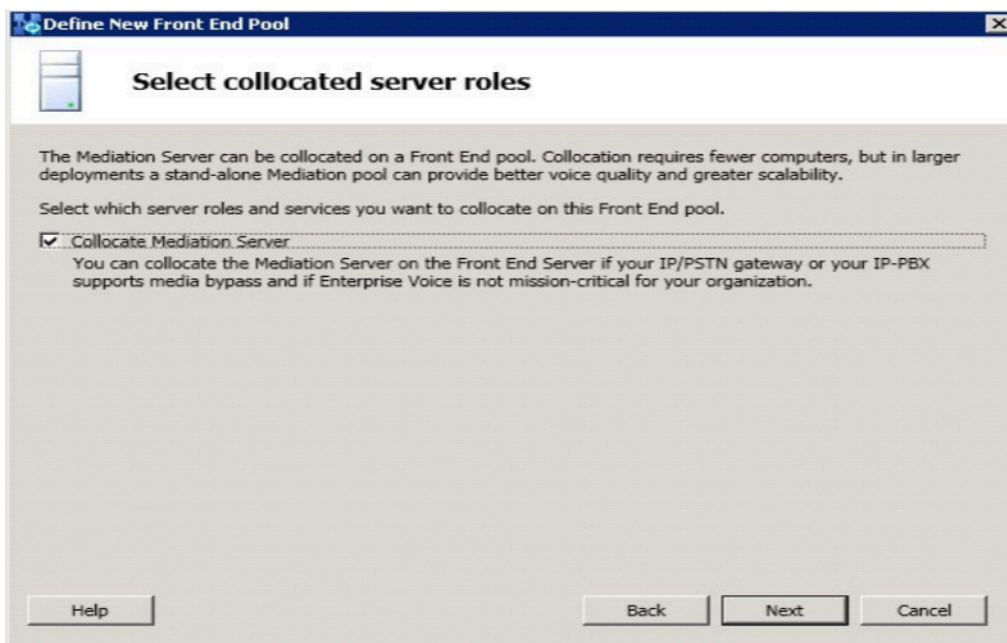 Define New Front End Pool
Select collocated server roles
The Mediation Server can be collocated on a Front End pool. Collocation requires fewer computers, but in larger
deployments a stand-alone Mediation pool can provide better voice quality and greater scalability.
Select which server roles and services you want to collocate on this Front End pool.
Collocate Mediation Server
You can collocate the Mediation Server on the Front End Server if your IP/PSTN gateway or your IP-PBX
supports media bypass and if Enterprise Voice is not mission-critical for your organization.
Help
Back
Next
Cancel